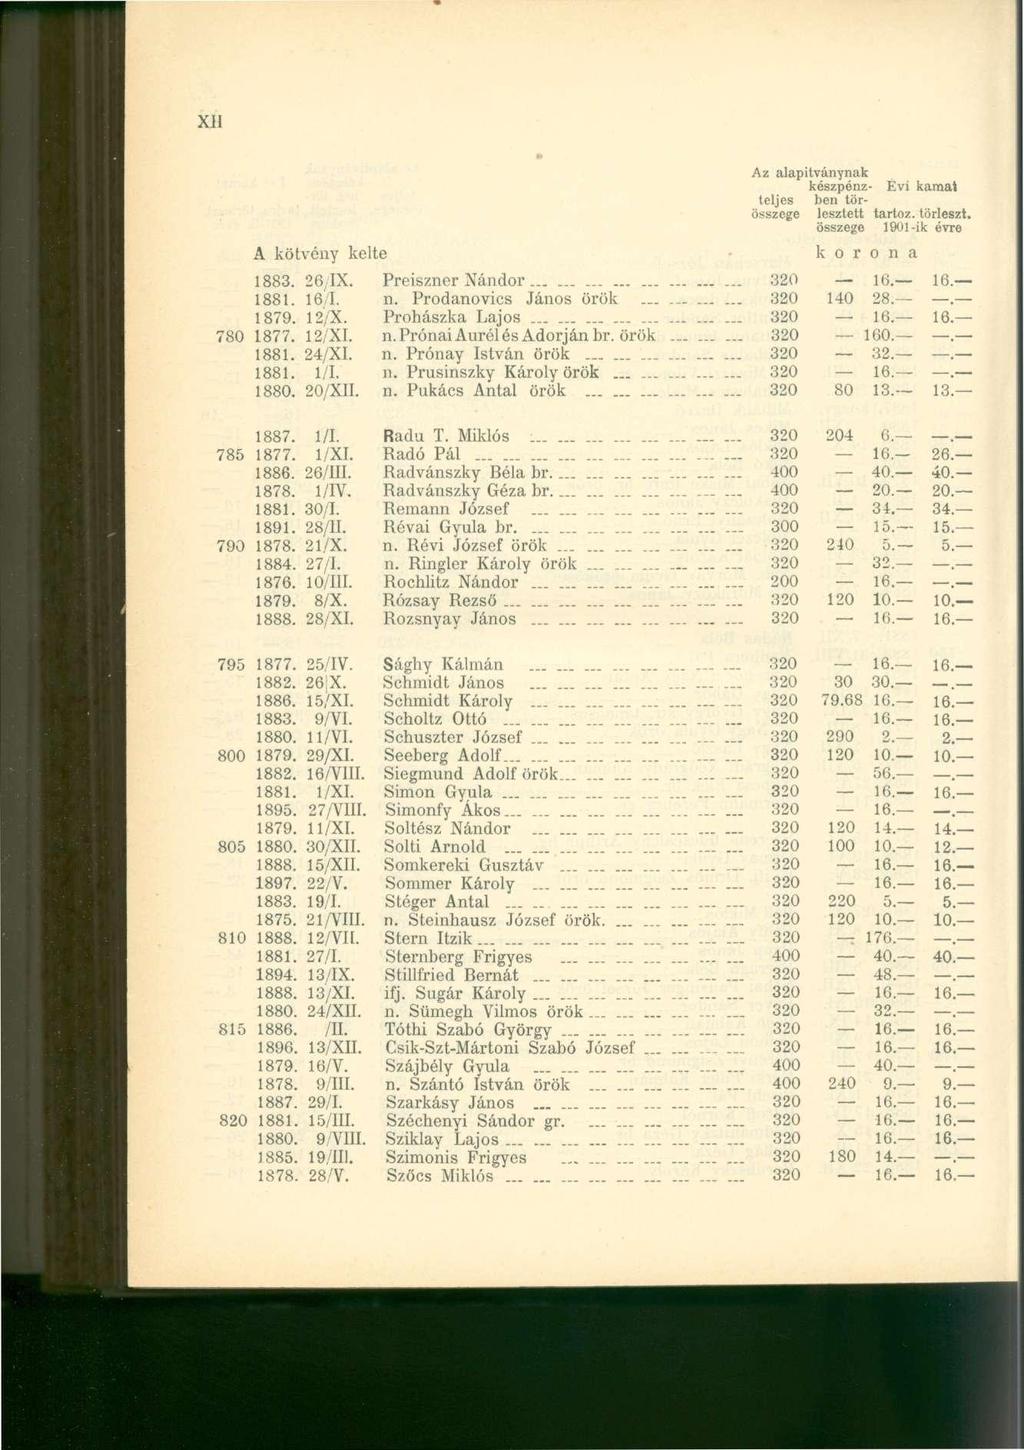 XII
Az alapitványnak
készpénz- Évi kamat
teljes ben tör-
összege lesztett tartoz. törleszt.
összege 1901-ik évre
A kötvény kelte korona
1883. 26/IX. Preiszner Nándor 320 — 16.— 16.—
1881. 16/I. n. Prodanovics János örök 320 140 28.— —.—
1879. 12/X. Prohászka Lajos 320 — 16.— 16.—
780 1877. 12/XI. n. Prónai Aurél és Adorján br. örök 320 — 160.— —.—
1881. 24/XI. n. Prónay István örök 320 — 32.— —.—
1881. 1/I. n. Prusinszky Károly örök 320 — 16.— —.—
1880. 20/XII. n. Pukács Antal örök 320 80 13.— 13.—
1887. 1/I. Radu T. Miklós 320 204 6.— —.—
785 1877. 1/XI. Radó Pál 320 — 16.— 26.—
1886. 26/III. Radvánszky Béla br. 400 — 40.— 40.—
1878. 1/IV. Radvánszky Géza br. 400 — 20.— 20.—
1881. 30/I. Remann József 320 — 34.— 34.—
1891. 28/II. Révai Gyula br. 300 — 15.— 15.—
790 1878. 21/X. n. Révi József örök 320 240 5.— 5.—
1884. 27/I. n. Ringler Károly örök 320 — 32.— —.—
1876. 10/III. Rochlitz Nándor 200 — 16.— —.—
1879. 8/X. Rózsay Rezső 320 120 10.— 10.—
1888. 28/XI. Rozsnyay János 320 — 16.— 16.—
795 1877. 25/IV. Sághy Kálmán 320 — 16.— 16.—
1882. 26|X. Schmidt János 320 30 30.— —.—
1886. 15/XI. Schmidt Károly 320 79.68 16.— 16.—
1883. 9/VI. Scholtz Ottó 320 — 16.— 16.—
1880. 11/VI. Schuszter József 320 290 2.— 2.—
800 1879. 29/XI. Seeberg Adolf 320 120 10.— 10.—
1882. 16/VIII. Siegmund Adolf örök 320 — 56.— —.—
1881. 1/XI. Simon Gyula 320 — 16.— 16.—
1895. 27/VIII. Simonfy Ákos 320 — 16.— —.—
1879. 11/XI. Soltész Nándor 320 120 14.— 14.—
805 1880. 30/XII. Solti Arnold 320 100 10.— 12.—
1888. 15/XII. Somkereki Gusztáv 320 — 16.— 16.—
1897. 22/V. Sommer Károly 320 — 16.— 16.—
1883. 19/I. Stéger Antal 320 220 5.— 5.—
1875. 21/VIII. n. Steinhausz József örök. 320 120 10.— 10.—
810 1888. 12/VII. Stern Itzik 320 — 176.— —.—
1881. 27/I. Sternberg Frigyes 400 — 40.— 40.—
1894. 13/IX. Stillfried Bernát 320 — 48.— —.—
1888. 13/XI. ifj. Sugár Károly 320 — 16.— 16.—
1880. 24/XII. n. Sümegh Vilmos örök 320 — 32.— —.—
815 1886. /II. Tóthi Szabó György 320 — 16.— 16.—
1896. 13/XII. Csik-Szt-Mártoni Szabó József 320 — 16.— 16.—
1879. 16/V. Szájbély Gyula 400 — 40.— —.—
1878. 9/III. n. Szántó István örök 400 240 9.— 9.—
1887. 29/I. Szarkásy János 320 — 16.— 16.—
820 1881. 15/III. Széchenyi Sándor gr. 320 — 16.— 16.—
1880. 9/VIII. Sziklay Lajos 320 — 16.— 16.—
1885. 19/III. Szimonis Frigyes 320 180 14.— —.—
1878. 28/V. Szőcs Miklós 320 — 16.— 16.—